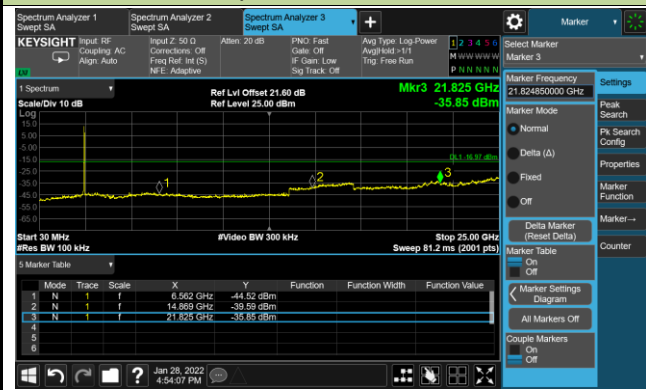 Spectrum Analyzer 1
Swept SA
Spectrum Analyzer 2
Swept SA
Spectrum Analyzer 3
Swept SA
+
Marker
KEYSIGHT
Input: RF
Coupling: AC
Align: Auto
Input Z: 50 Ω
Corrections: Off
Freq Ref: Int (S)
NFE: Adaptive
Atten: 20 dB
PNO: Fast
Gate: Off
IF Gain: Low
Sig Track: Off
Avg Type: Log-Power
Avg|Hold:>1/1
Trig: Free Run
1 2 3 4 5 6
M W W W W W
P N N N N N
LVI
Select Marker
Marker 3
Marker Frequency
21.824850000 GHz
Settings
Peak Search
Pk Search Config
Properties
Marker Function
Marker→
Counter
Marker Mode
Normal
Delta (Δ)
Fixed
Off
Delta Marker
(Reset Delta)
Marker Table
On
Off
Marker Settings
Diagram
All Markers Off
Couple Markers
On
Off
1 Spectrum
Scale/Div 10 dB
Ref Lvl Offset 21.60 dB
Ref Level 25.00 dBm
Mkr3 21.825 GHz
-35.85 dBm
Log
15.0
5.00
-5.00
-15.0
-25.0
-35.0
-45.0
-55.0
-65.0
DL1 -16.97 dBm
1
2
3
Start 30 MHz
#Res BW 100 kHz
#Video BW 300 kHz
Stop 25.00 GHz
Sweep 81.2 ms (2001 pts)
5 Marker Table
Mode Trace Scale X Y Function Function Width Function Value
1 N 1 f 6.562 GHz -44.52 dBm
2 N 1 f 14.869 GHz -39.59 dBm
3 N 1 f 21.825 GHz -35.85 dBm
4
5
6
?
Jan 28, 2022
4:54:07 PM